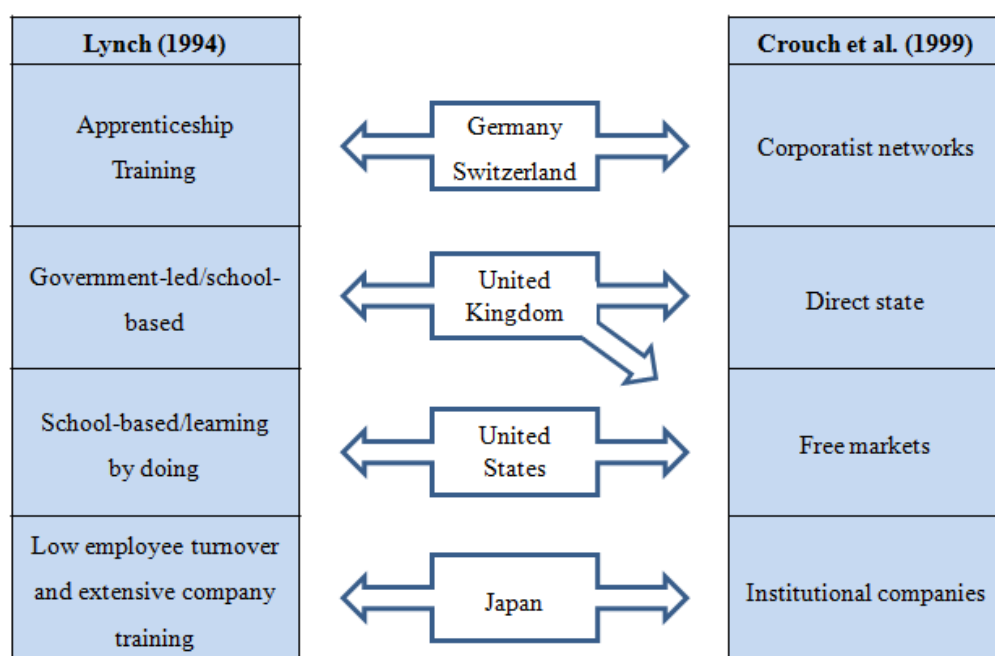 Lynch (1994)
Crouch et al. (1999)
Apprenticeship
Training
Germany
Switzerland
Corporatist networks
Government-led/school-
based
United
Kingdom
Direct state
School-based/learning
by doing
United
States
Free markets
Low employee turnover
and extensive company
training
Japan
Institutional companies